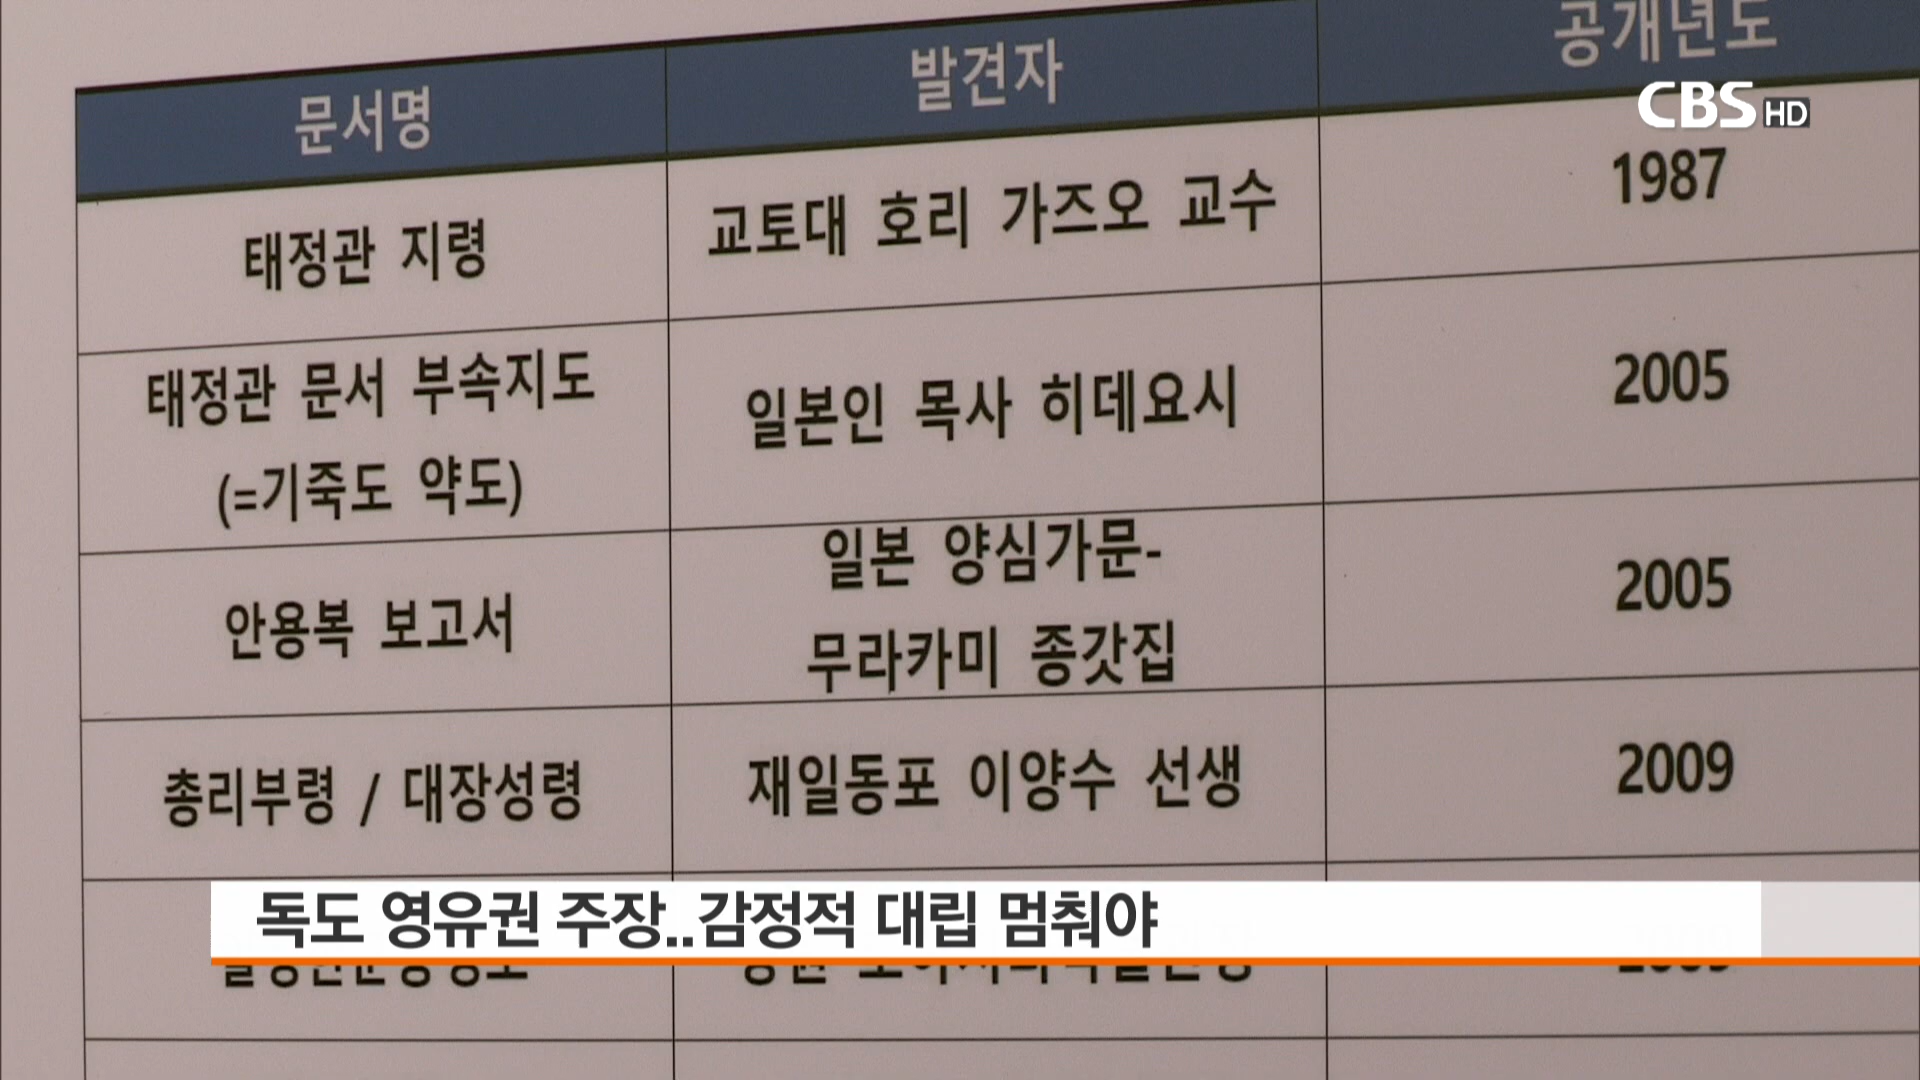 문서명 발견자 공개년도
CBS HD
태정관 지령 교토대 호리 가즈오 교수 1987
태정관 문서 부속지도
(=기죽도 약도)
일본인 목사 히데요시 2005
안용복 보고서
일본 양심가문-
무라카미 종갓집
2005
총리부령 / 대장성령 재일동포 이양수 선생 2009
독도 영유권 주장..감정적 대립 멈춰야